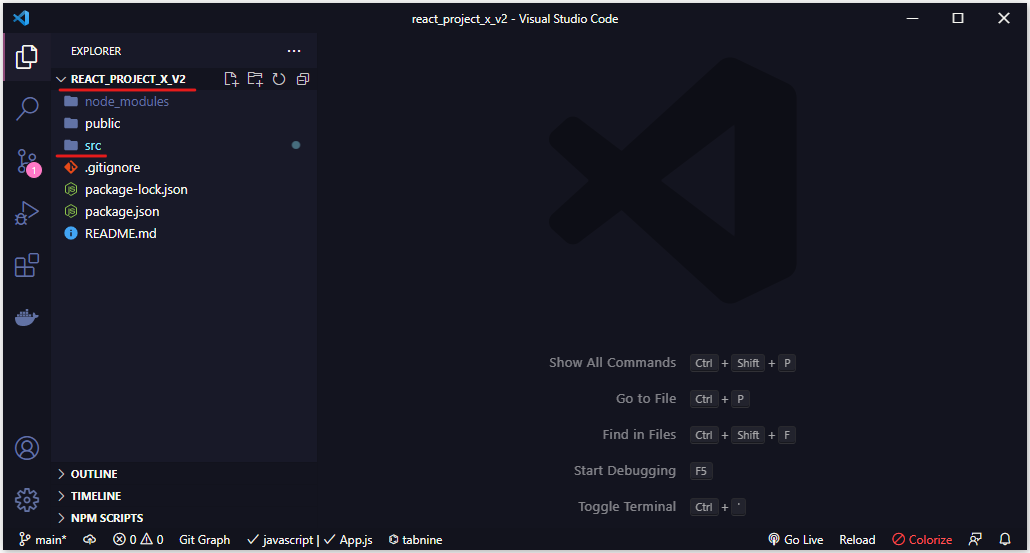 react_project_x_v2 - Visual Studio Code
EXPLORER
REACT_PROJECT_X_V2
node_modules
public
src
.gitignore
package-lock.json
package.json
README.md
1
Show All Commands Ctrl + Shift + P
Go to File Ctrl + P
Find in Files Ctrl + Shift + F
Start Debugging F5
Toggle Terminal Ctrl + `
OUTLINE
TIMELINE
NPM SCRIPTS
main* 0 0 Git Graph javascript | App.js tabnine Go Live Reload Colorize